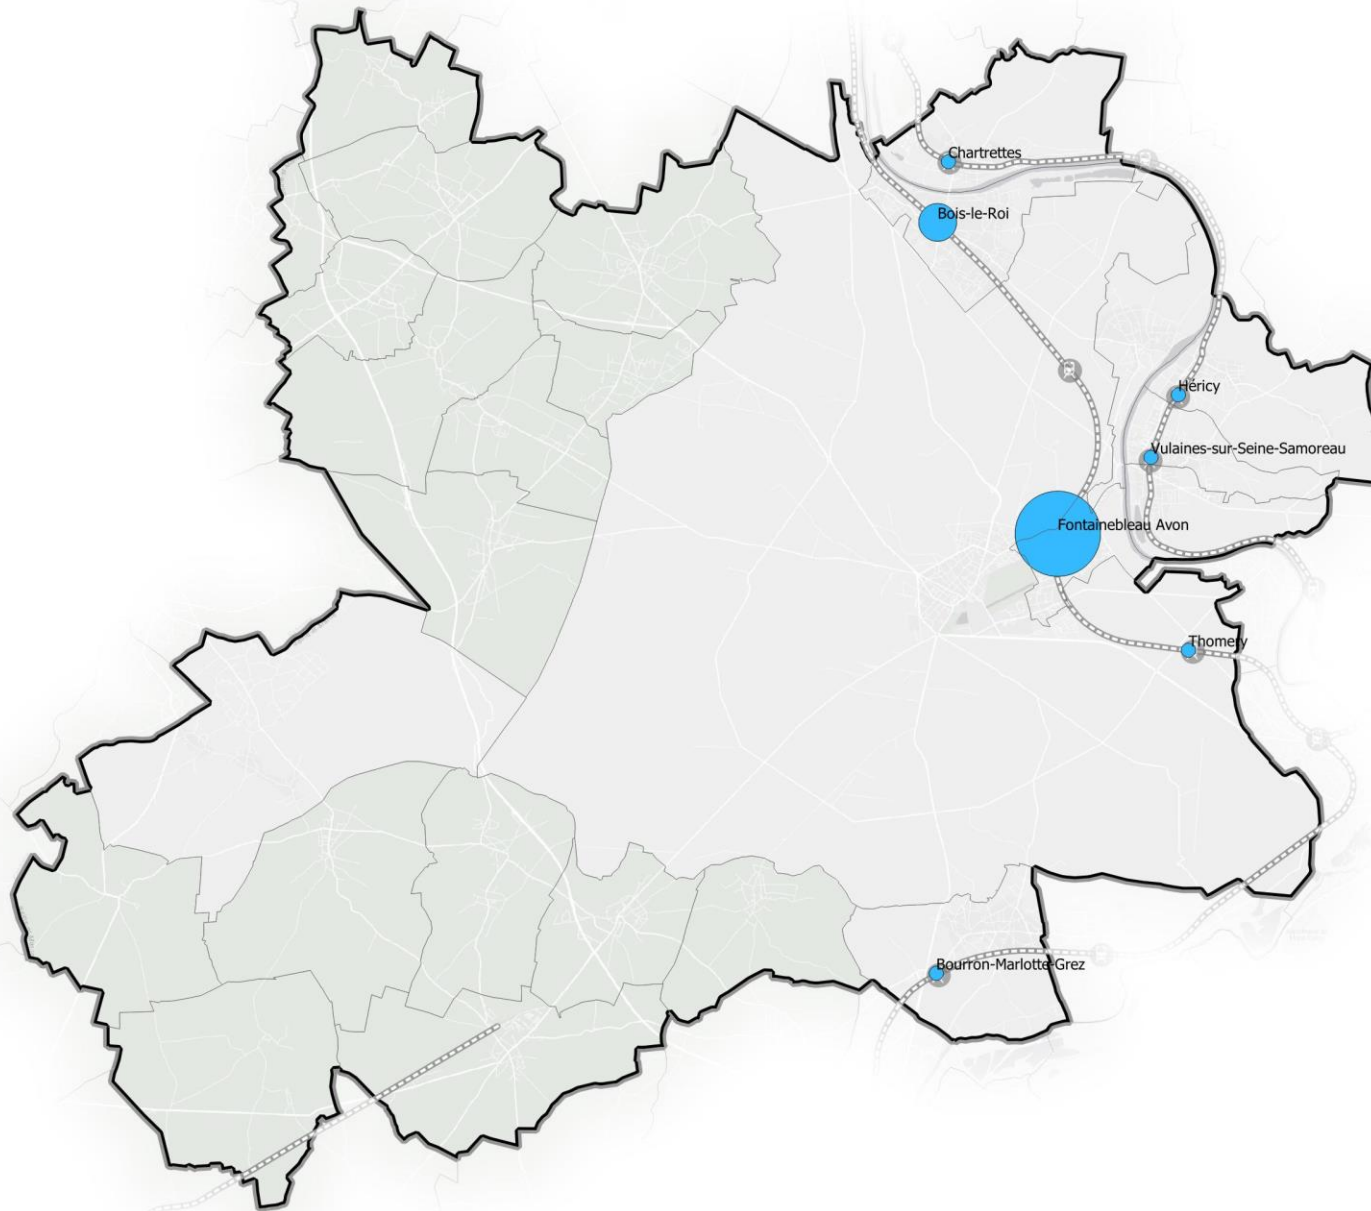 Chartrettes
Bois-le-Roi
Héricy
Vulaines-sur-Seine-Samoreau
Fontainebleau Avon
Thomery
Bourron-Marlotte-Grez